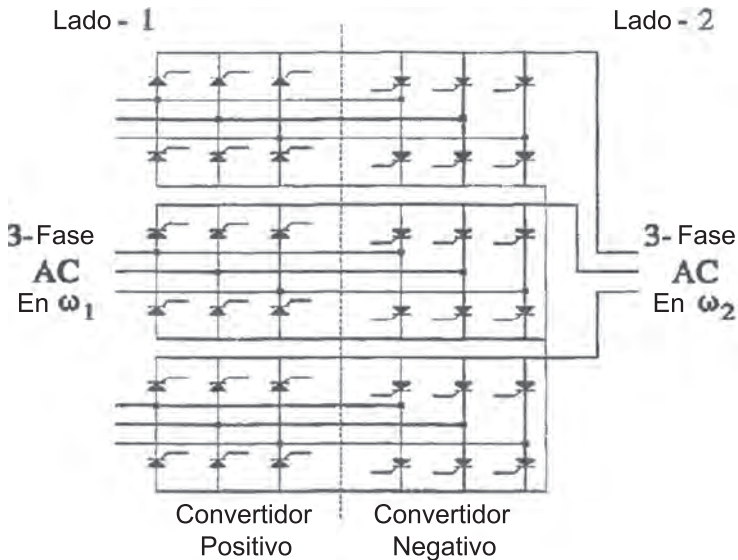 Lado - 1
Lado - 2
3-Fase
AC
En ω1
3-Fase
AC
En ω2
Convertidor
Positivo
Convertidor
Negativo